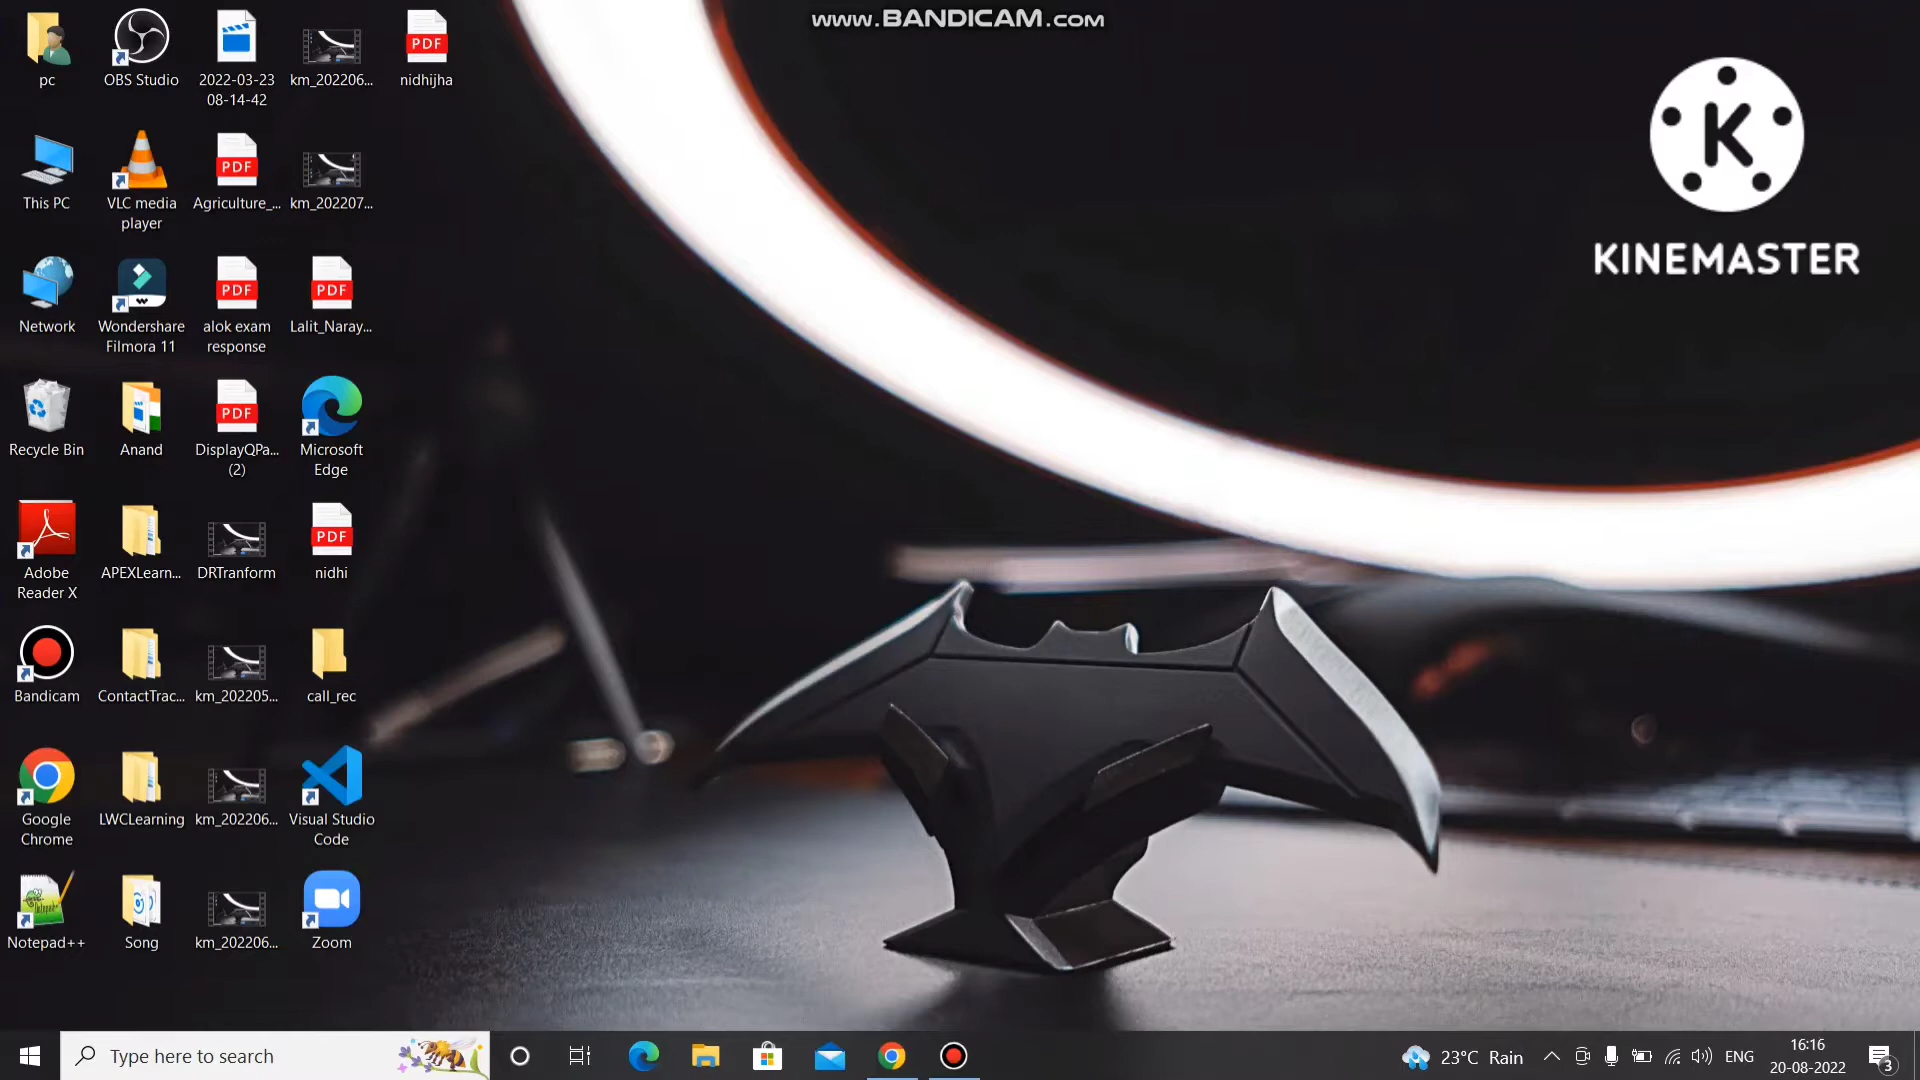 www.BANDICAM.com
K
KINEMASTER
pc
OBS Studio
2022-03-23
08-14-42
km_202206...
PDF
nidhijha
This PC
VLC media
player
PDF
Agriculture_...
km_202207...
Network
Wondershare
Filmora 11
PDF
alok exam
response
PDF
Lalit_Naray...
Recycle Bin
Anand
PDF
DisplayQPa...
(2)
Microsoft
Edge
Adobe
Reader X
APEXLearn...
DRTranform
PDF
nidhi
Bandicam
ContactTrac...
km_202205...
call_rec
Google
Chrome
LWCLearning
km_202206...
Visual Studio
Code
Notepad++
Song
km_202206...
Zoom
Type here to search
23°C Rain
ENG
16:16
20-08-2022
3